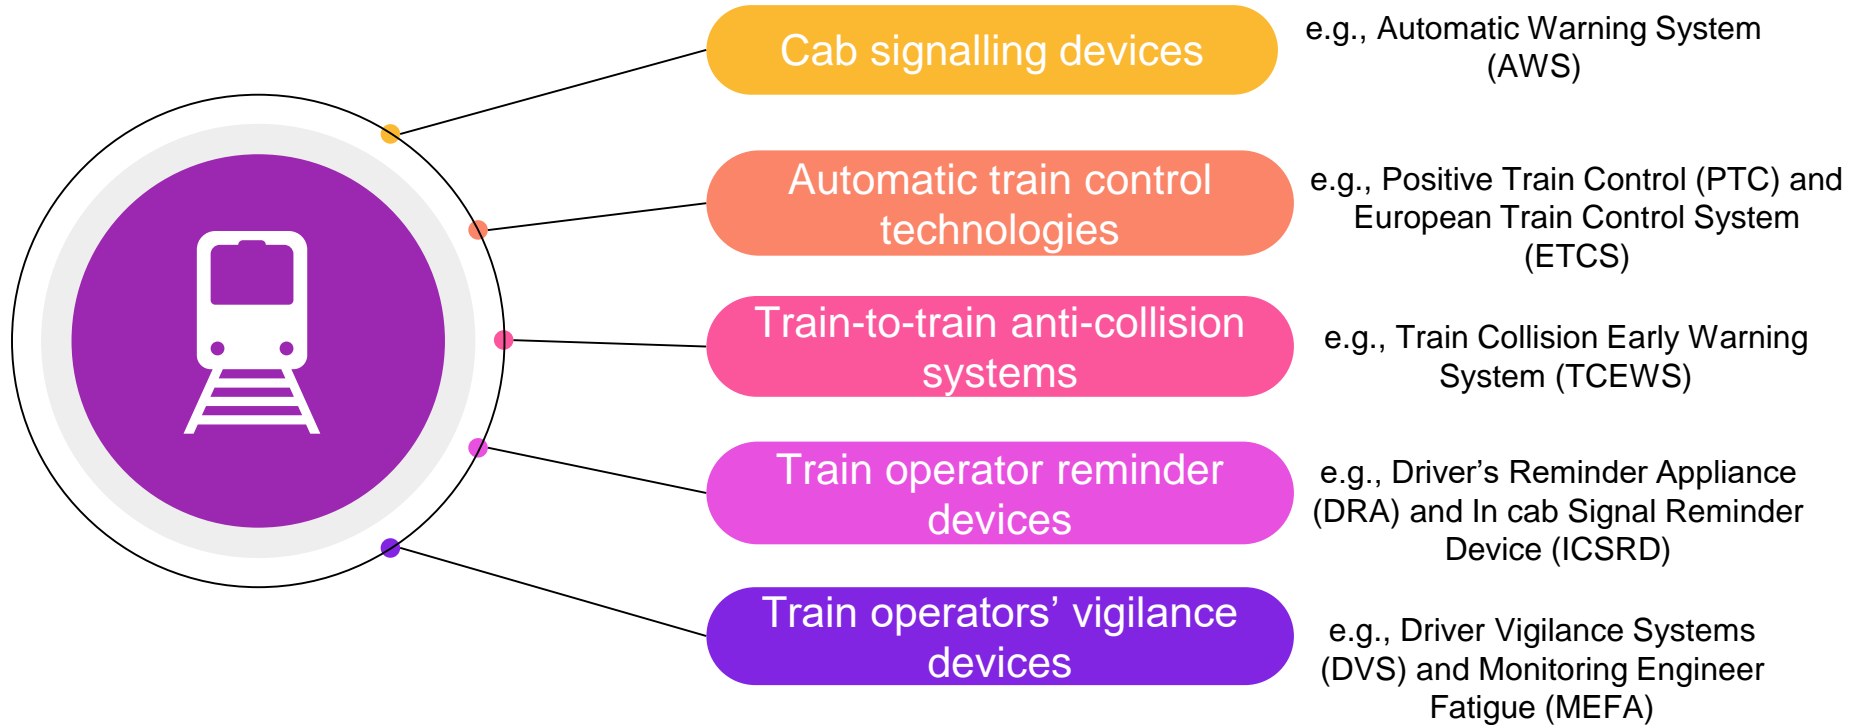 Cab signalling devices
e.g., Automatic Warning System
(AWS)
Automatic train control
technologies
e.g., Positive Train Control (PTC) and
European Train Control System
(ETCS)
Train-to-train anti-collision
systems
e.g., Train Collision Early Warning
System (TCEWS)
Train operator reminder
devices
e.g., Driver’s Reminder Appliance
(DRA) and In cab Signal Reminder
Device (ICSRD)
Train operators’ vigilance
devices
e.g., Driver Vigilance Systems
(DVS) and Monitoring Engineer
Fatigue (MEFA)